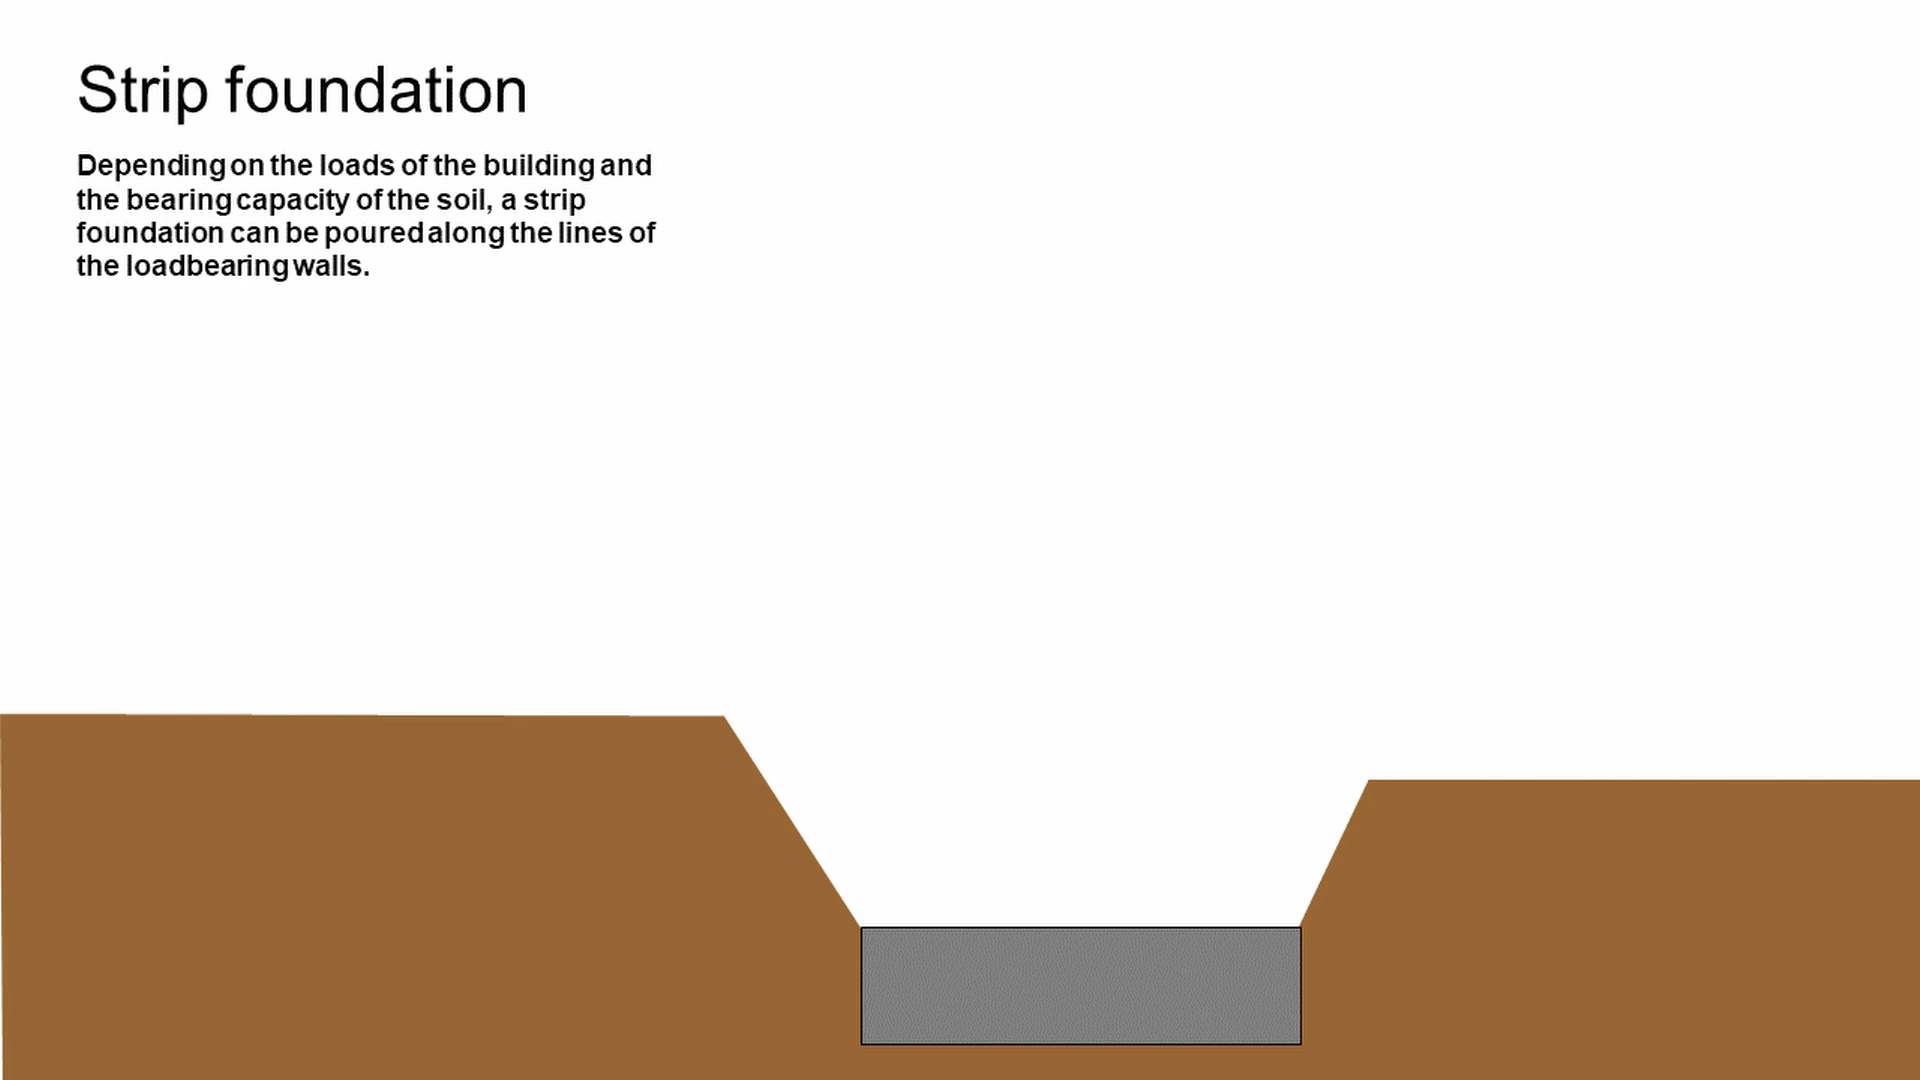 Strip foundation
Depending on the loads of the building and
the bearing capacity of the soil, a strip
foundation can be poured along the lines of
the loadbearing walls.